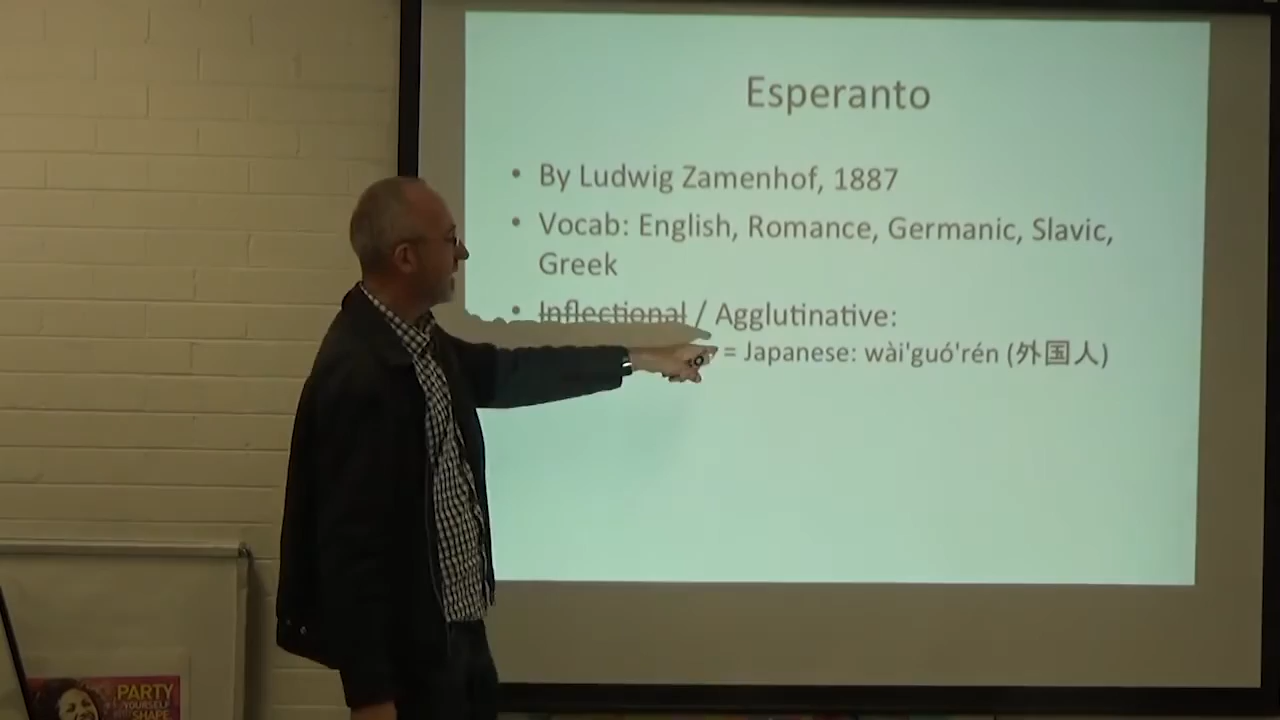 Esperanto
• By Ludwig Zamenhof, 1887
• Vocab: English, Romance, Germanic, Slavic,
Greek
• Inflectional / Agglutinative:
= Japanese: wài'guó'rén (外国人)
PARTY
YOURSELF
SHAPE